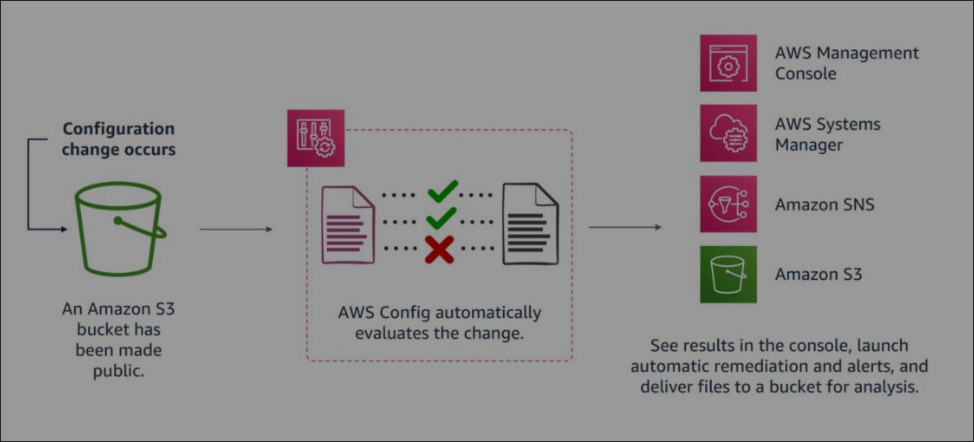 Configuration
change occurs
An Amazon S3
bucket has
been made
public.
AWS Config automatically
evaluates the change.
AWS Management
Console
AWS Systems
Manager
Amazon SNS
Amazon S3
See results in the console, launch
automatic remediation and alerts, and
deliver files to a bucket for analysis.